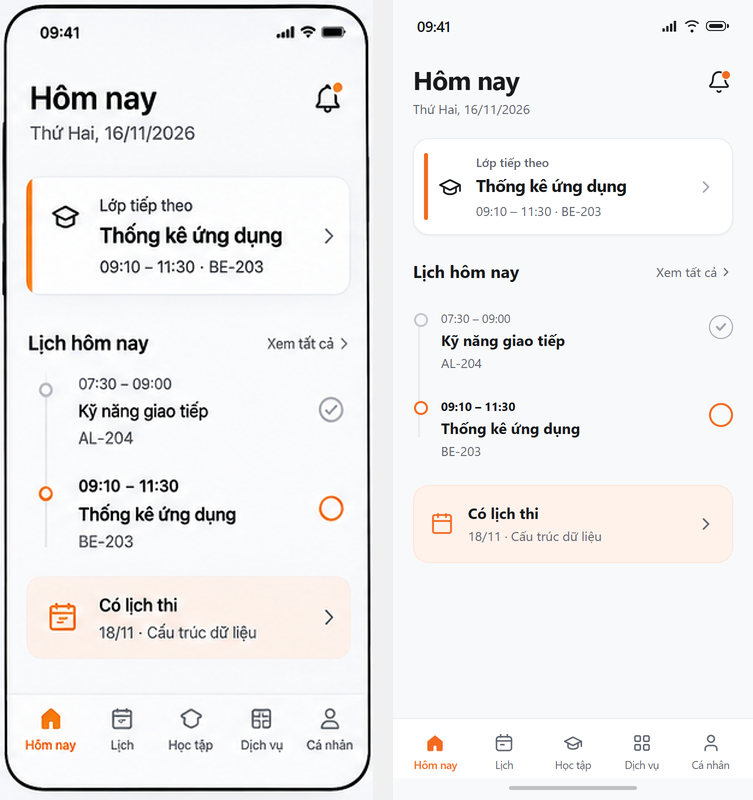 09:41
Hôm nay
Thứ Hai, 16/11/2026
Lớp tiếp theo
Thống kê ứng dụng
09:10 – 11:30 · BE-203
Lịch hôm nay
Xem tất cả
07:30 – 09:00
Kỹ năng giao tiếp
AL-204
09:10 – 11:30
Thống kê ứng dụng
BE-203
Có lịch thi
18/11 · Cấu trúc dữ liệu
Hôm nay
Lịch
Học tập
Dịch vụ
Cá nhân
09:41
Hôm nay
Thứ Hai, 16/11/2026
Lớp tiếp theo
Thống kê ứng dụng
09:10 – 11:30 · BE-203
Lịch hôm nay
Xem tất cả
07:30 – 09:00
Kỹ năng giao tiếp
AL-204
09:10 – 11:30
Thống kê ứng dụng
BE-203
Có lịch thi
18/11 · Cấu trúc dữ liệu
Hôm nay
Lịch
Học tập
Dịch vụ
Cá nhân